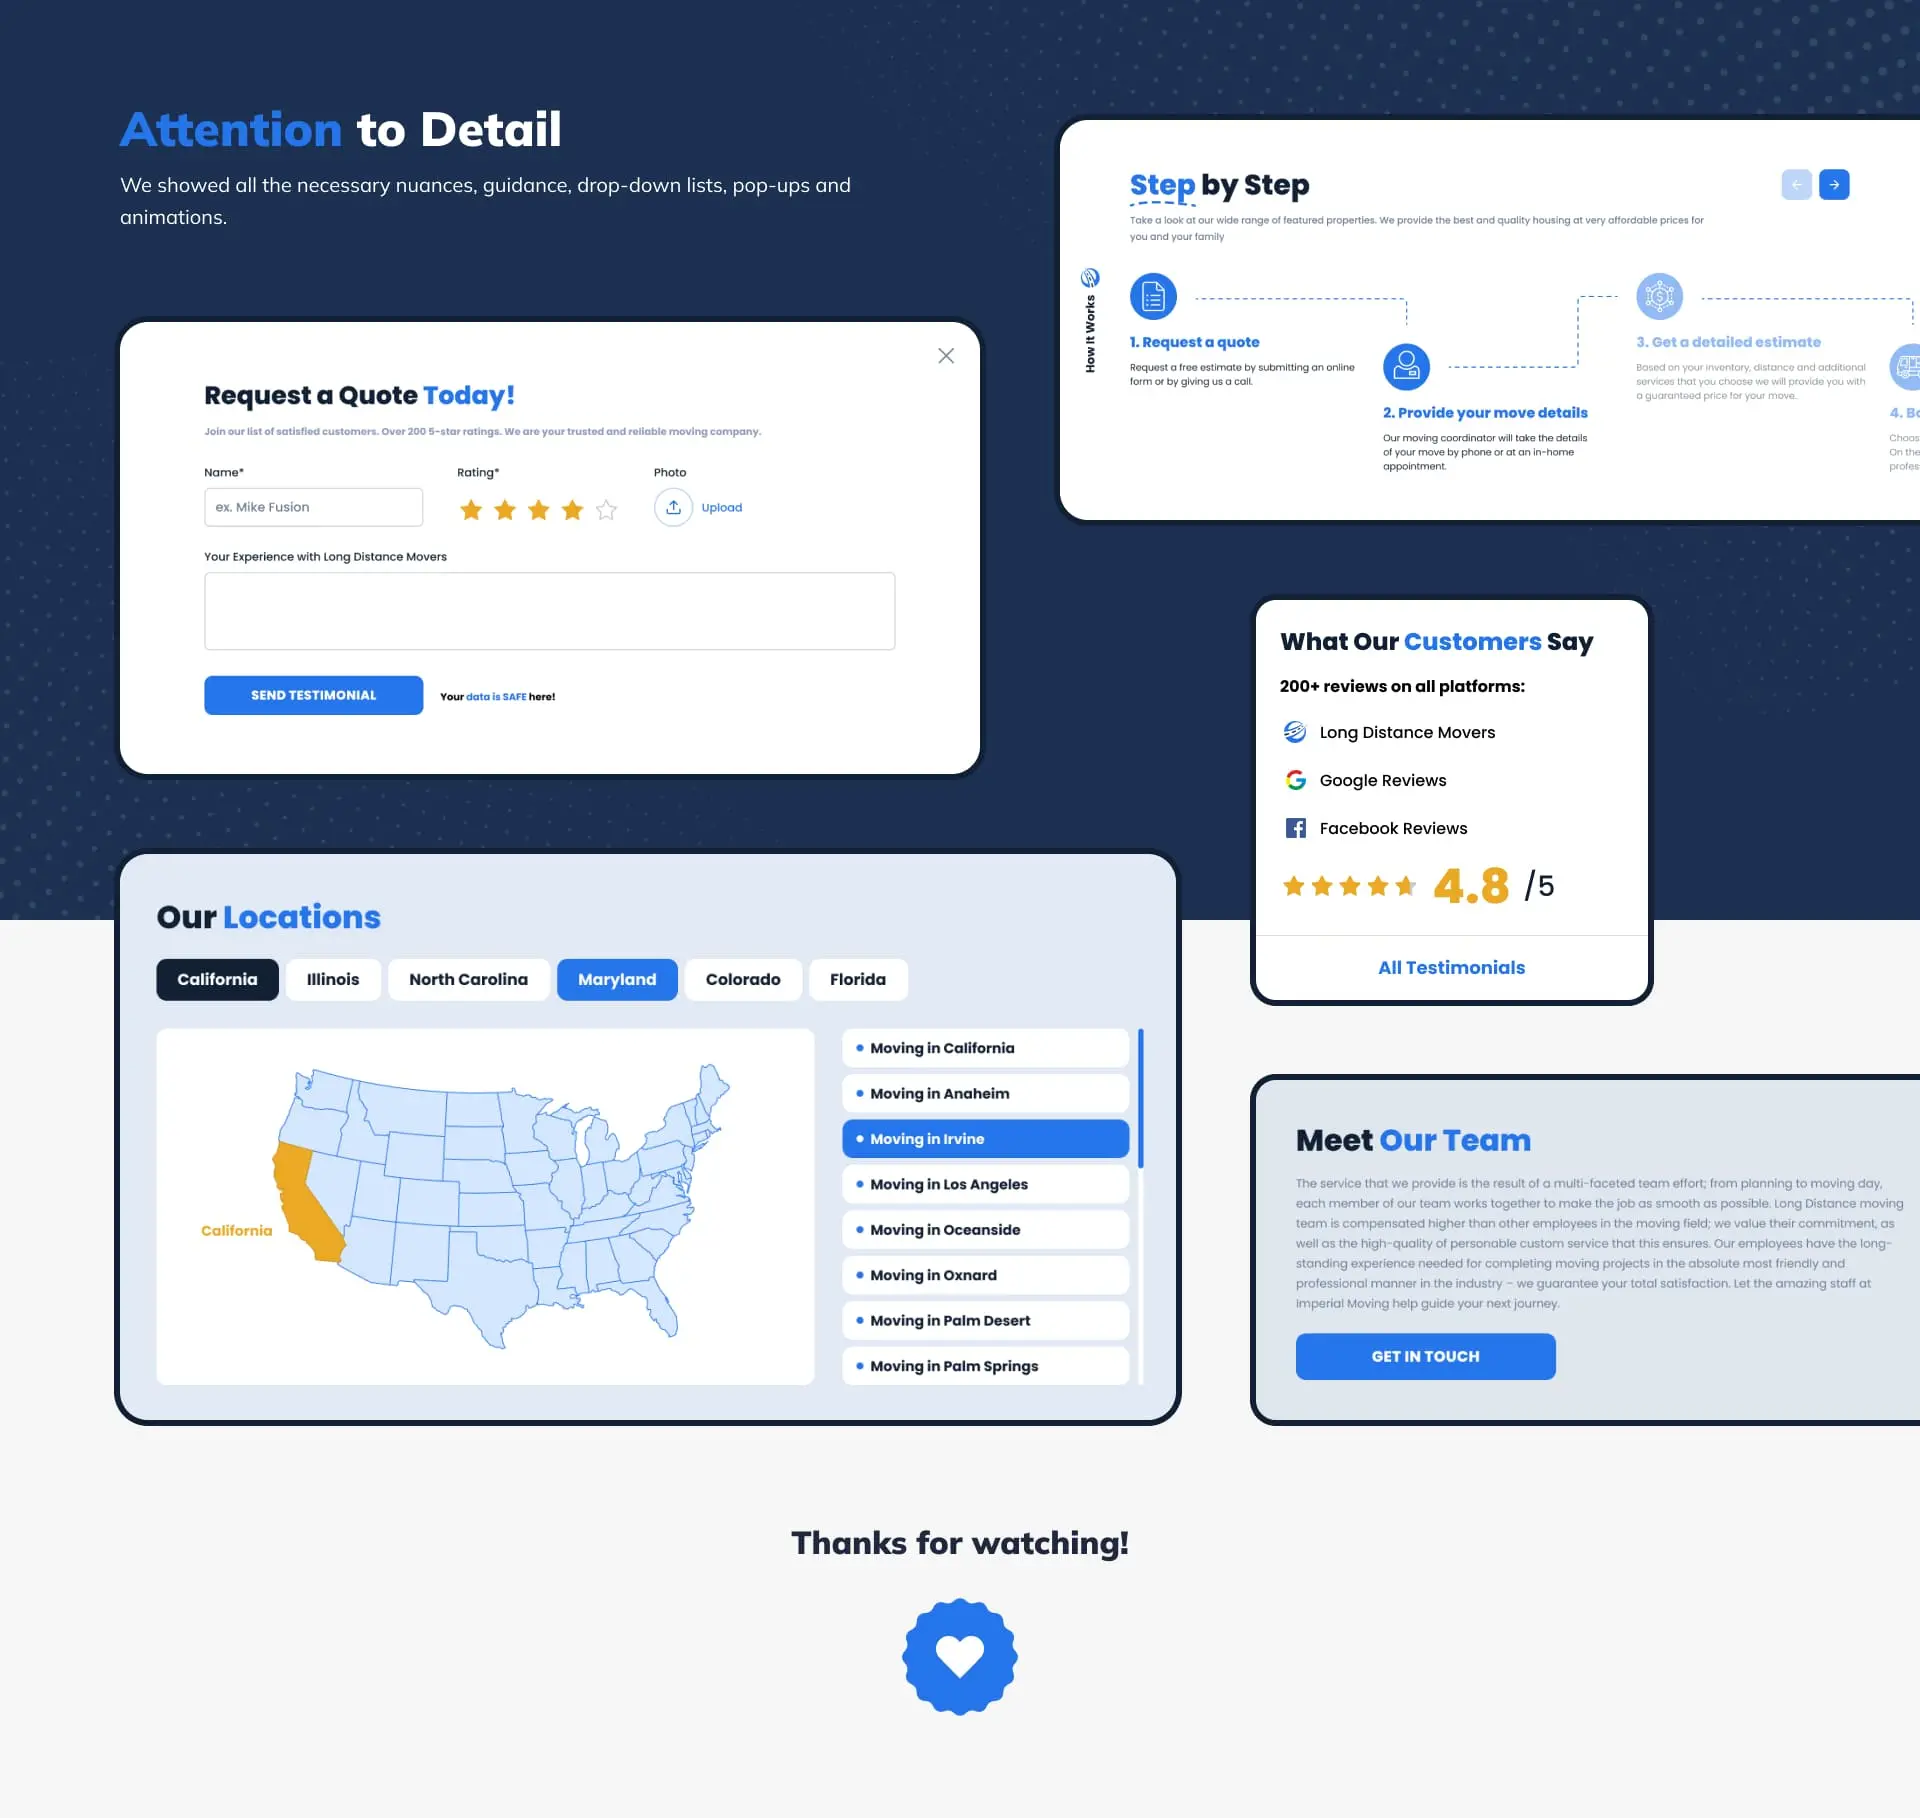 Attention to Detail
We showed all the necessary nuances, guidance, drop-down lists, pop-ups and
animations.
Step by Step
Take a look at our wide range of featured properties. We provide the best and quality housing at very affordable prices for
you and your family
How It Works
1. Request a quote
Request a free estimate by submitting an online
form or by giving us a call.
2. Provide your move details
Our moving coordinator will take the details
of your move by phone or at an in-home
appointment.
3. Get a detailed estimate
Based on your inventory, distance and additional
services that you choose we will provide you with
a guaranteed price for your move.
4. Bo
Choos
On the
profes
Request a Quote Today!
Join our list of satisfied customers. Over 200 5-star ratings. We are your trusted and reliable moving company.
Name*
Rating*
Photo
ex. Mike Fusion
Upload
Your Experience with Long Distance Movers
SEND TESTIMONIAL
Your data is SAFE here!
What Our Customers Say
200+ reviews on all platforms:
Long Distance Movers
Google Reviews
Facebook Reviews
4.8 /5
All Testimonials
Our Locations
California
Illinois
North Carolina
Maryland
Colorado
Florida
California
Moving in California
Moving in Anaheim
Moving in Irvine
Moving in Los Angeles
Moving in Oceanside
Moving in Oxnard
Moving in Palm Desert
Moving in Palm Springs
Meet Our Team
The service that we provide is the result of a multi-faceted team effort; from planning to moving day,
each member of our team works together to make the job as smooth as possible. Long Distance moving
team is compensated higher than other employees in the moving field; we value their commitment, as
well as the high-quality of personable custom service that this ensures. Our employees have the long-
standing experience needed for completing moving projects in the absolute most friendly and
professional manner in the industry – we guarantee your total satisfaction. Let the amazing staff at
Imperial Moving help guide your next journey.
GET IN TOUCH
Thanks for watching!